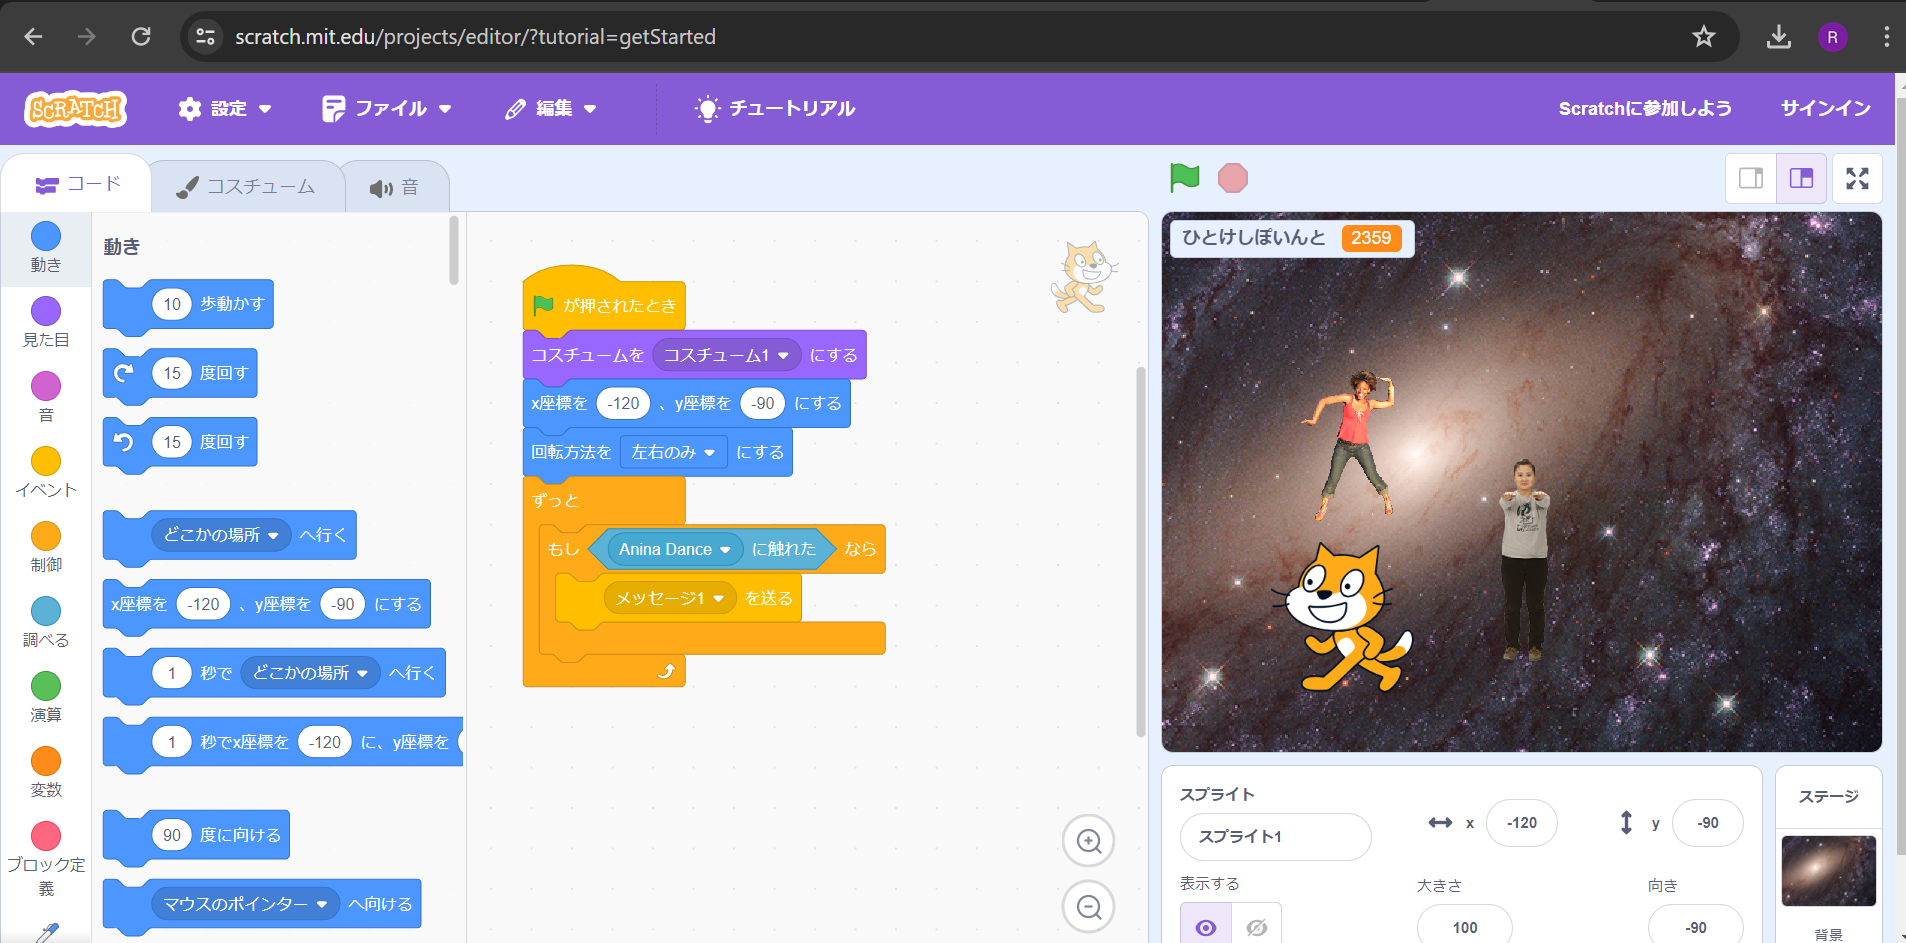 scratch.mit.edu/projects/editor/?tutorial=getStarted
R
SCRATCH
設定
ファイル
編集
チュートリアル
Scratchに参加しよう
サインイン
コード
コスチューム
音
動き
見た目
音
イベント
制御
調べる
演算
変数
ブロック定
義
動き
10 歩動かす
15 度回す
15 度回す
どこかの場所 へ行く
x座標を -120 、y座標を -90 にする
1 秒で どこかの場所 へ行く
1 秒でx座標を -120 に、y座標を
90 度に向ける
マウスのポインター へ向ける
が押されたとき
コスチュームを コスチューム1 にする
x座標を -120 、y座標を -90 にする
回転方法を 左右のみ にする
ずっと
もし Anina Dance に触れた なら
メッセージ1 を送る
ひとけしぽいんと 2359
スプライト
スプライト1
x -120
y -90
表示する
大きさ
100
向き
-90
ステージ
背景